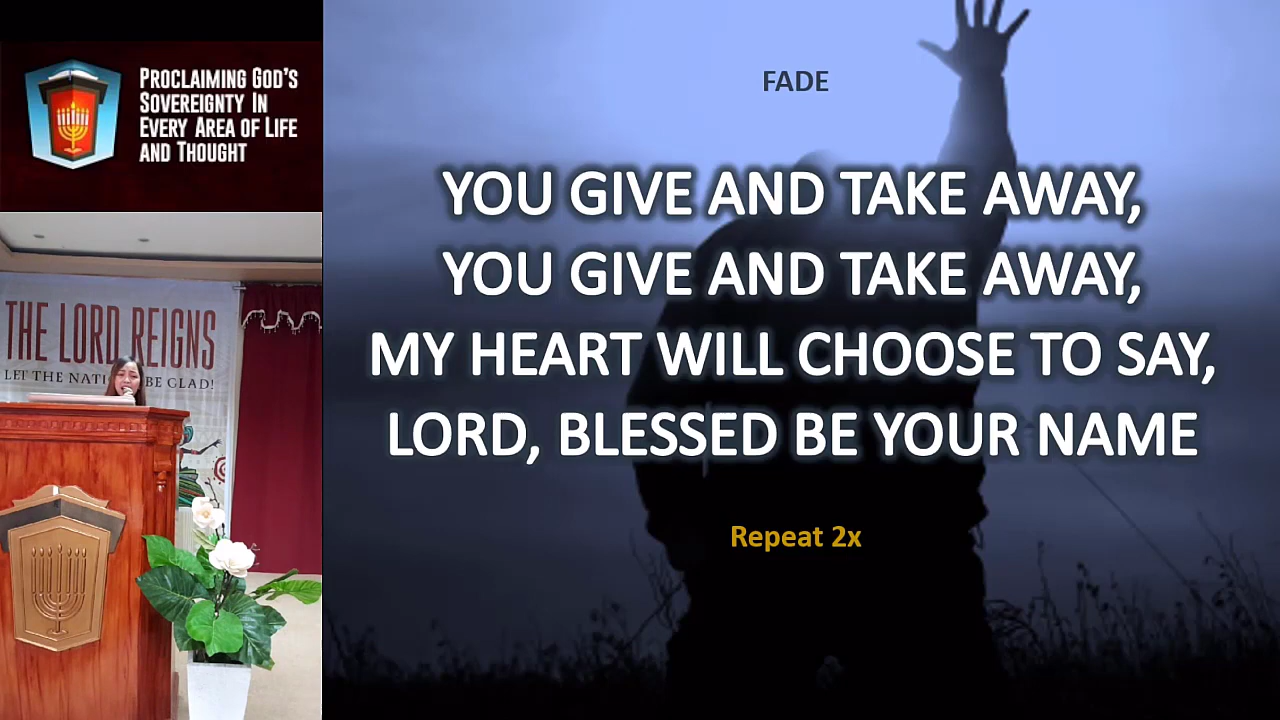 PROCLAIMING GOD'S
SOVEREIGNTY IN
EVERY AREA OF LIFE
AND THOUGHT
THE LORD REIGNS
LET THE NATI BE GLAD!
FADE
YOU GIVE AND TAKE AWAY,
YOU GIVE AND TAKE AWAY,
MY HEART WILL CHOOSE TO SAY,
LORD, BLESSED BE YOUR NAME
Repeat 2x